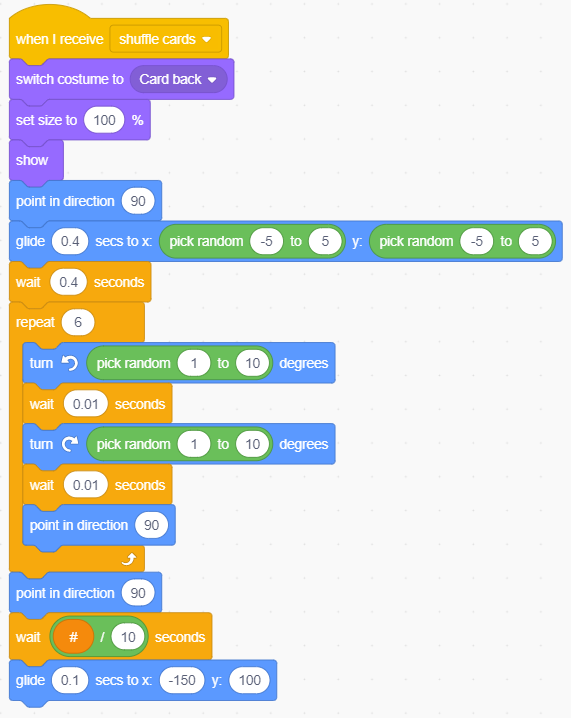 when I receive shuffle cards
switch costume to Card back
set size to 100 %
show
point in direction 90
glide 0.4 secs to x: pick random -5 to 5 y: pick random -5 to 5
wait 0.4 seconds
repeat 6
turn pick random 1 to 10 degrees
wait 0.01 seconds
turn pick random 1 to 10 degrees
wait 0.01 seconds
point in direction 90
point in direction 90
wait # / 10 seconds
glide 0.1 secs to x: -150 y: 100